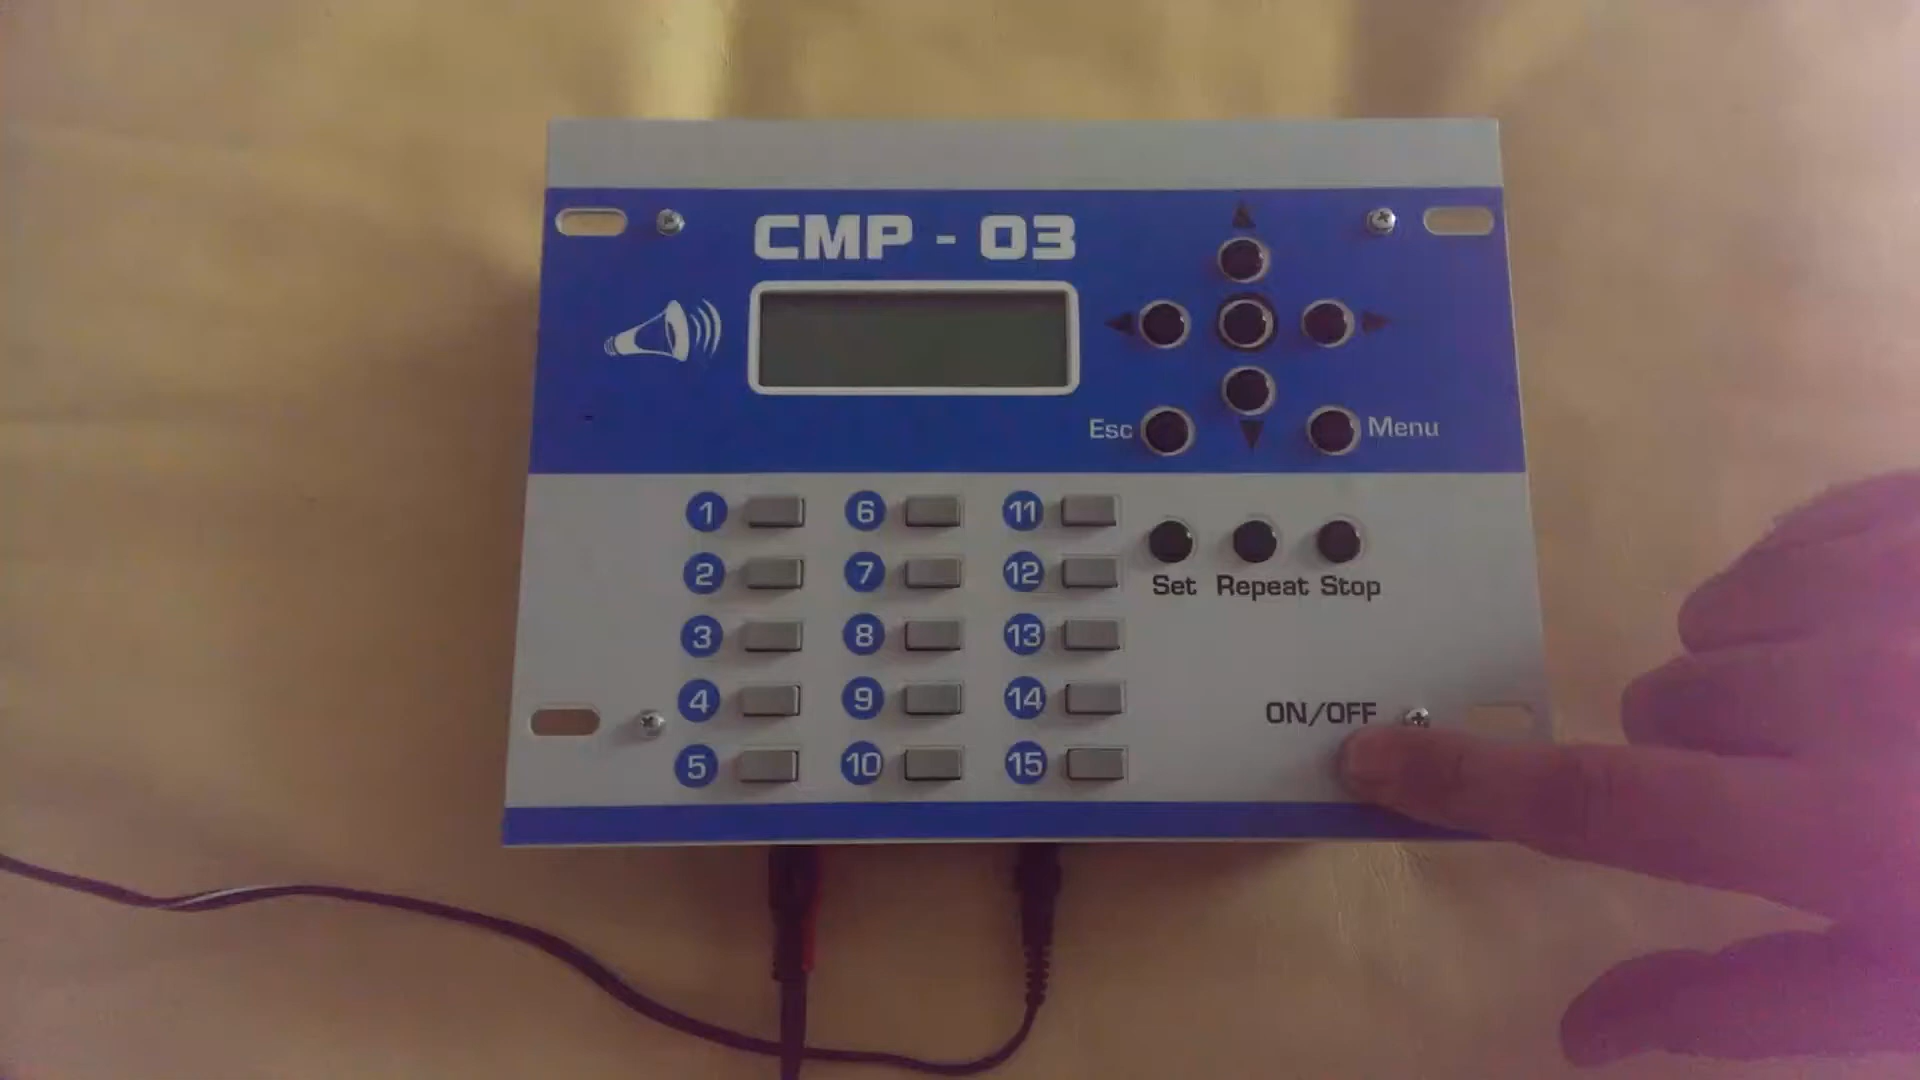 CMP - 03
Esc
Menu
1 6 11
2 7 12
3 8 13
4 9 14
5 10 15
Set Repeat Stop
ON/OFF